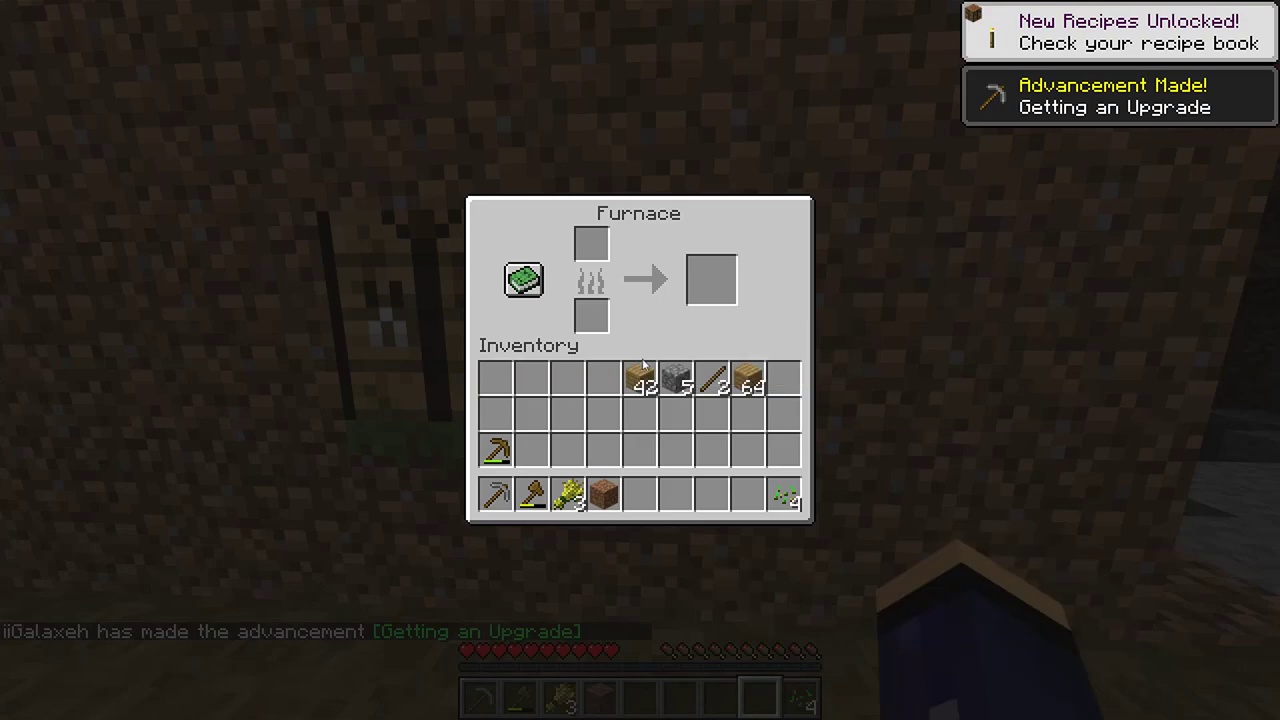 New Recipes Unlocked!
Check your recipe book
Advancement Made!
Getting an Upgrade
Furnace
Inventory
42 5 2 64
3 4
iiGalaxeh has made the advancement [Getting an Upgrade]
3 4